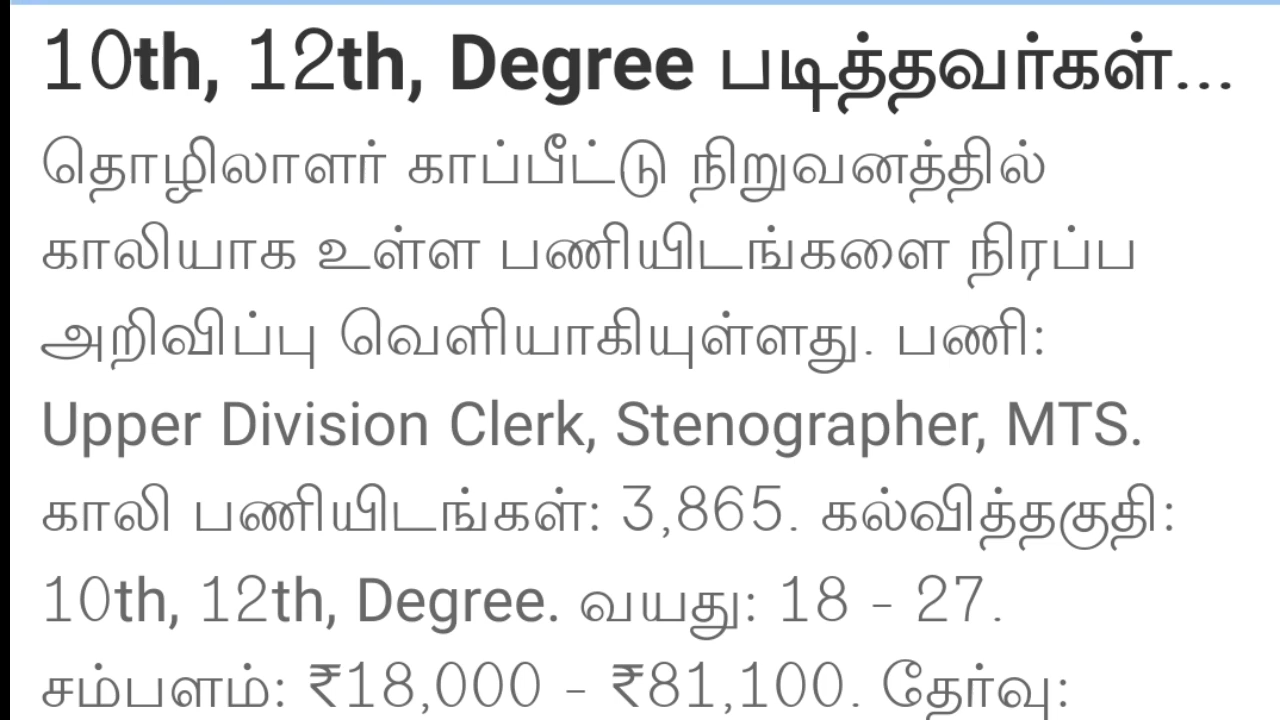 10th, 12th, Degree படித்தவர்கள்...
தொழிலாளர் காப்பீட்டு நிறுவனத்தில்
காலியாக உள்ள பணியிடங்களை நிரப்ப
அறிவிப்பு வெளியாகியுள்ளது. பணி:
Upper Division Clerk, Stenographer, MTS.
காலி பணியிடங்கள்: 3,865. கல்வித்தகுதி:
10th, 12th, Degree. வயது: 18 - 27.
சம்பளம்: ₹18,000 - ₹81,100. தேர்வு: